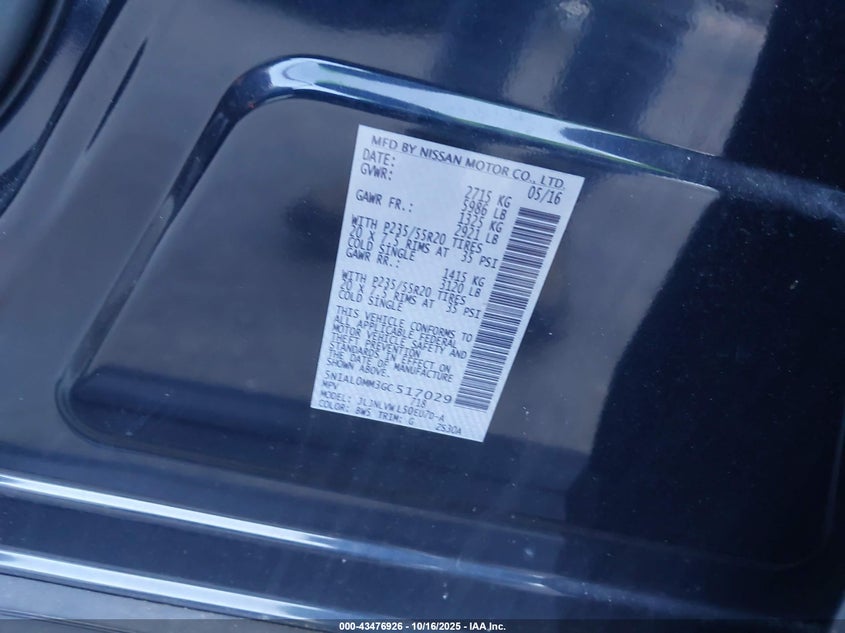 MFD BY NISSAN MOTOR CO., LTD.
DATE: 05/16
GVWR: 2715 KG
5986 LB
GAWR FR.: 1325 KG
2921 LB
WITH P235/55R20 TIRES
20 X 7.5 RIMS AT 35 PSI
COLD SINGLE
GAWR RR.: 1415 KG
3120 LB
WITH P235/55R20 TIRES
20 X 7.5 RIMS AT 35 PSI
COLD SINGLE
THIS VEHICLE CONFORMS TO
ALL APPLICABLE FEDERAL
MOTOR VEHICLE SAFETY AND
THEFT PREVENTION
STANDARDS IN EFFECT ON
THE DATE OF MANUFACTURE
SHOWN ABOVE.
5N1AL0MM3GC517029
MPV 718
MODEL: JL3NLVWL50EU7D-A
COLOR: BW5 TRIM: G ZS30A
000-43476926 - 10/16/2025 - IAA, Inc.